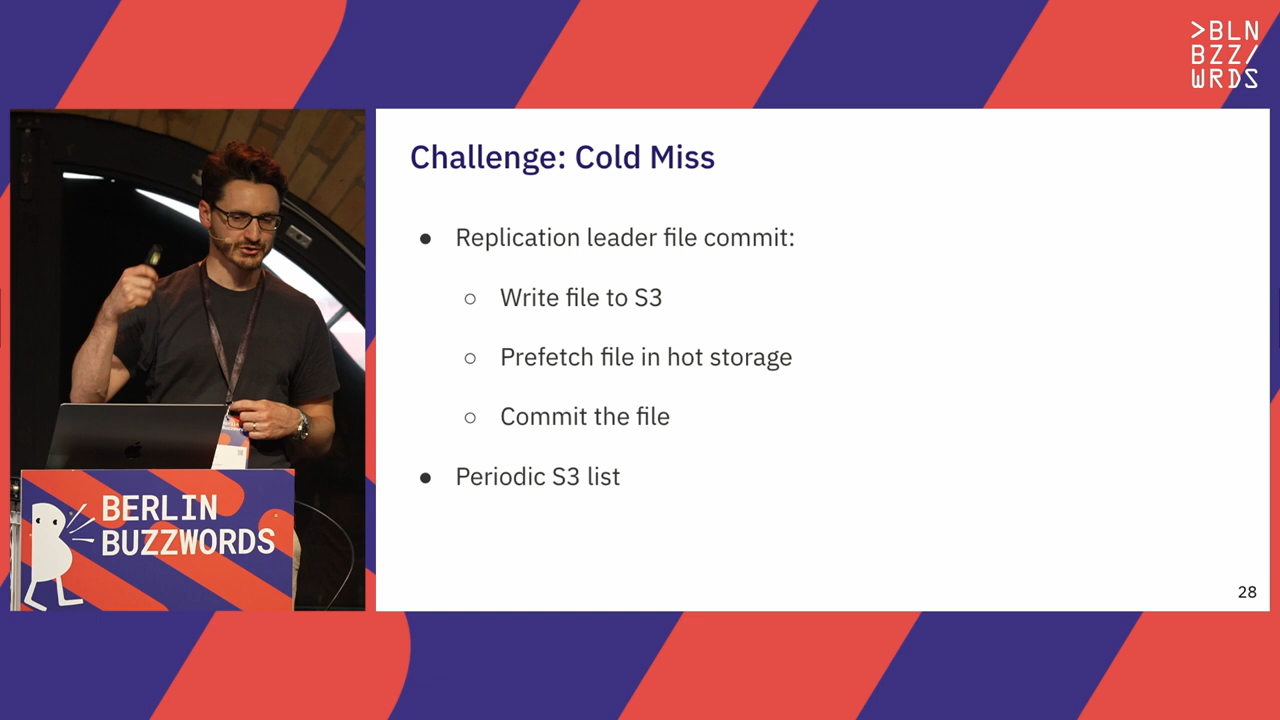 >BLN
BZZ/
WRDS
Challenge: Cold Miss
● Replication leader file commit:
○ Write file to S3
○ Prefetch file in hot storage
○ Commit the file
● Periodic S3 list
28
BERLIN
BUZZWORDS